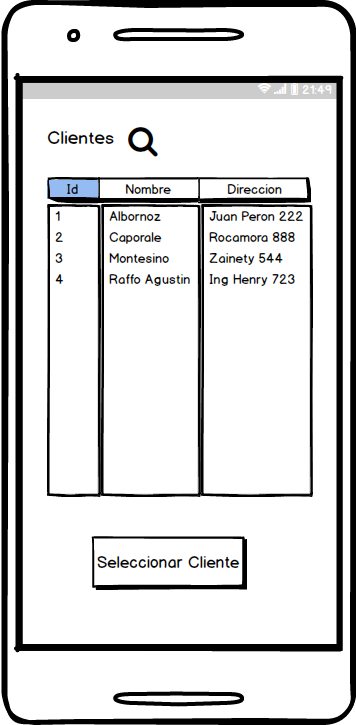 21:49
Clientes
Id Nombre Direccion
1 Albornoz Juan Peron 222
2 Caporale Rocamora 888
3 Montesino Zainety 544
4 Raffo Agustin Ing Henry 723
Seleccionar Cliente